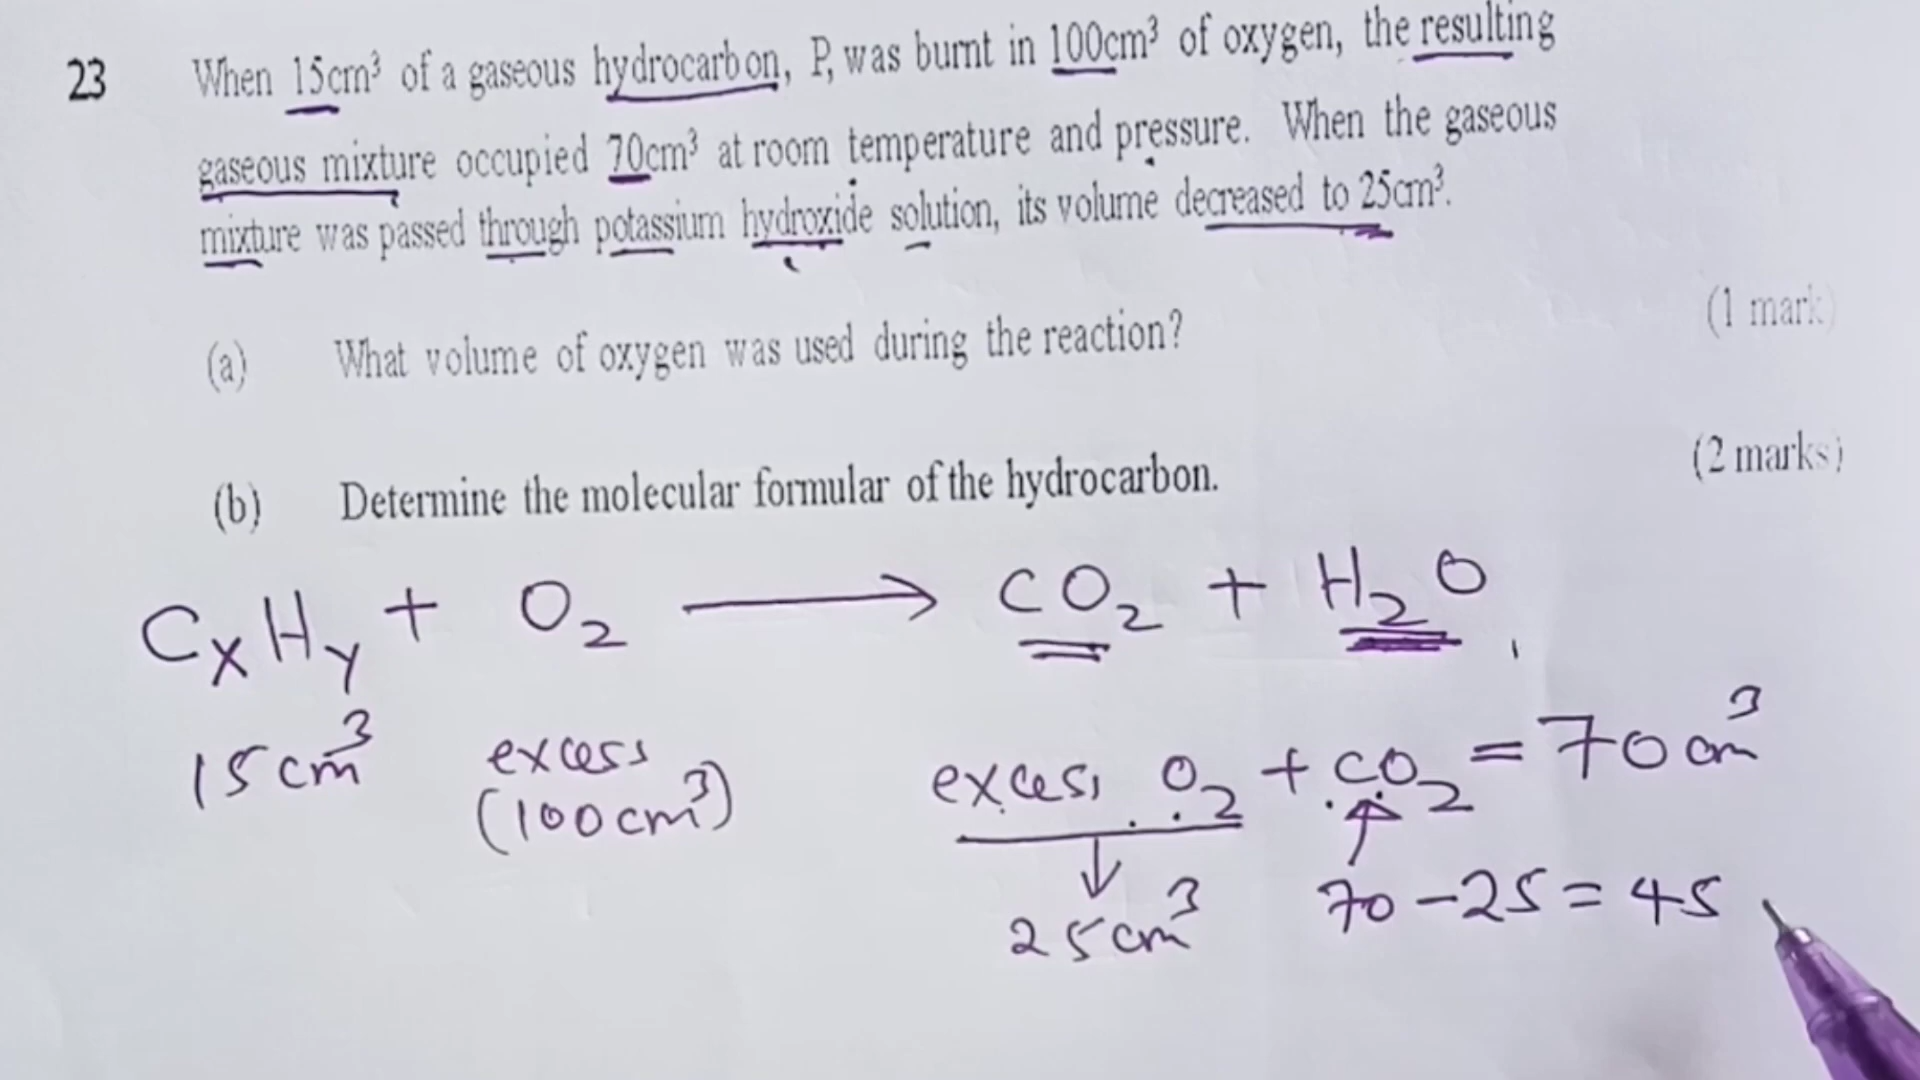 23 When 15cm³ of a gaseous hydrocarbon, P, was burnt in 100cm³ of oxygen, the resulting
gaseous mixture occupied 70cm³ at room temperature and pressure. When the gaseous
mixture was passed through potassium hydroxide solution, its volume decreased to 25cm³.
(a) What volume of oxygen was used during the reaction? (1 mark)
(b) Determine the molecular formular of the hydrocarbon. (2 marks)
CxHy + O₂ → CO₂ + H₂O
15cm³ excess excess O₂ + CO₂ = 70cm³
(100cm³)
25cm³ 70 - 25 = 45